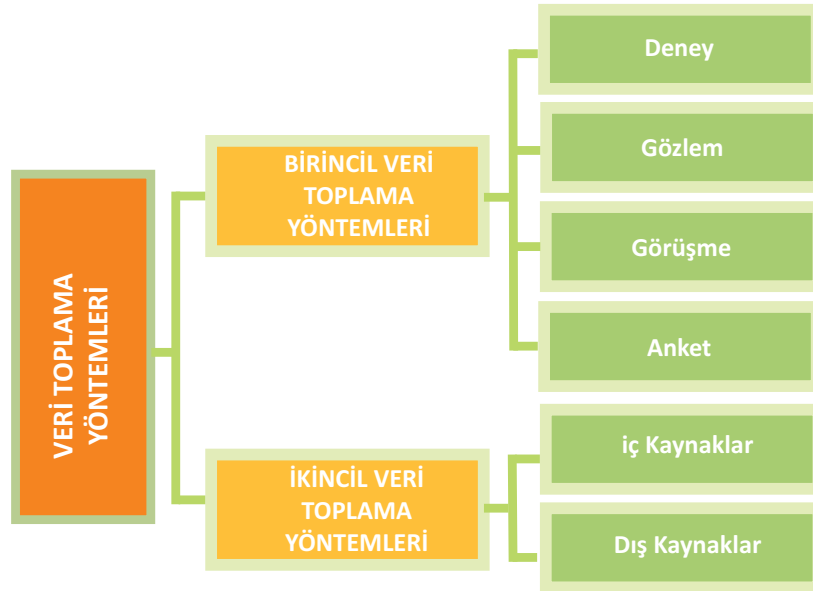 VERİ TOPLAMA
YÖNTEMLERİ
BİRİNCİL VERİ
TOPLAMA
YÖNTEMLERİ
Deney
Gözlem
Görüşme
Anket
İKİNCİL VERİ
TOPLAMA
YÖNTEMLERİ
iç Kaynaklar
Dış Kaynaklar